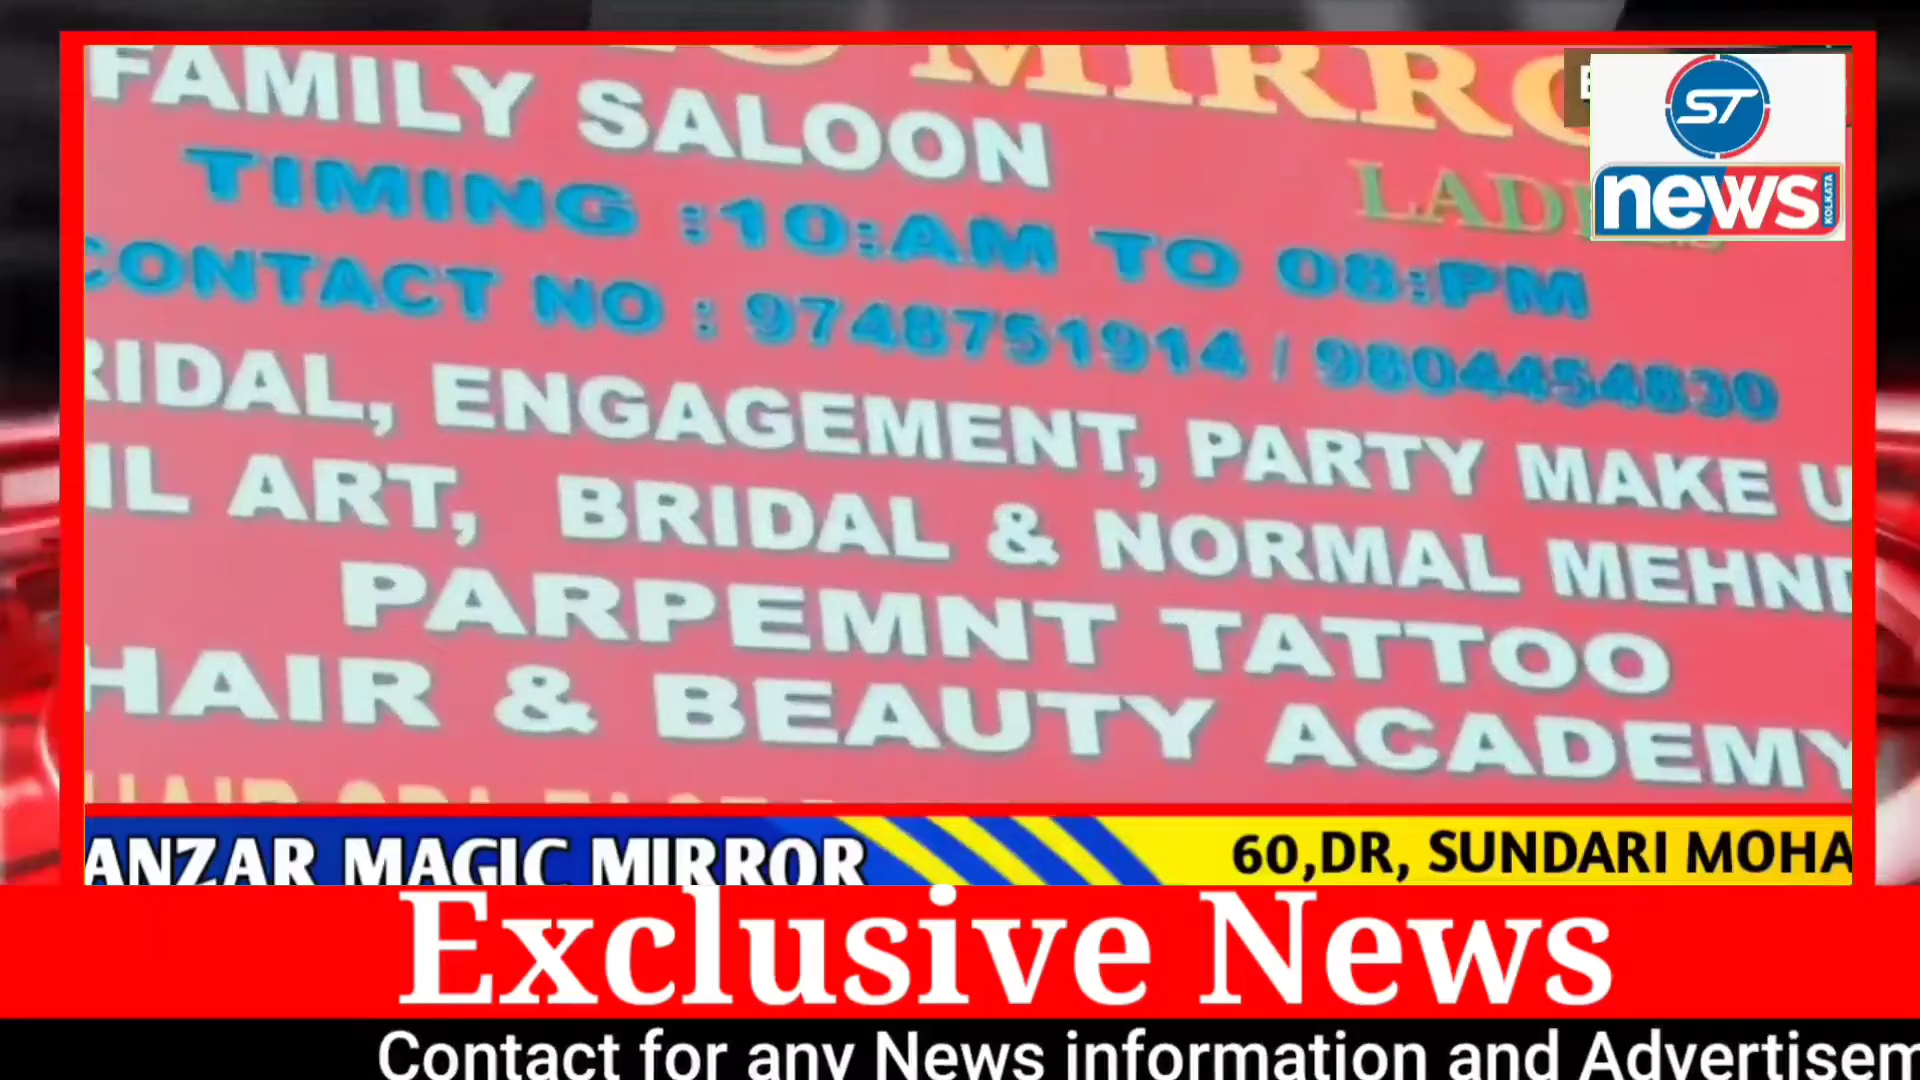 MIRRO
FAMILY SALOON
LAD
TIMING :10:AM TO 08:PM
CONTACT NO : 9748751914 / 9804454830
RIDAL, ENGAGEMENT, PARTY MAKE U
IL ART, BRIDAL & NORMAL MEHND
PARPEMNT TATTOO
HAIR & BEAUTY ACADEMY
ST
news
KOLKATA
ANZAR MAGIC MIRROR
60,DR, SUNDARI MOHA
Exclusive News
Contact for any News information and Advertisem